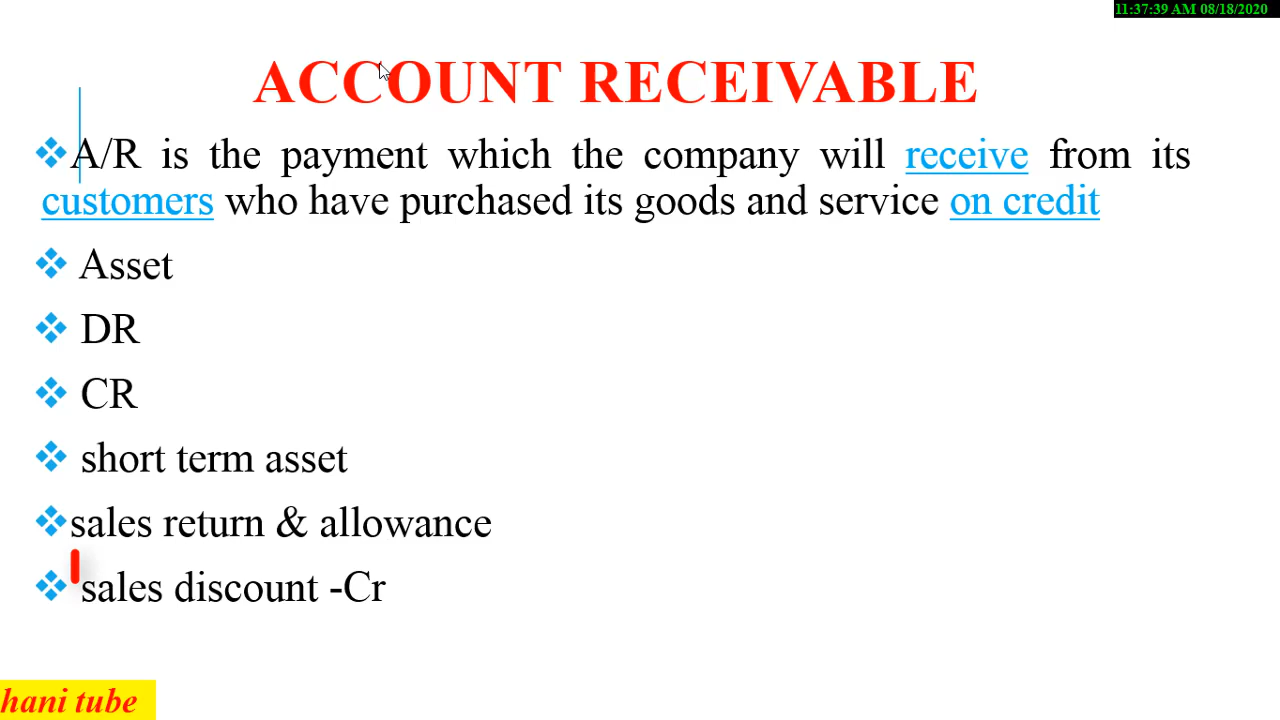 11:37:39 AM 08/18/2020
ACCOUNT RECEIVABLE
❖A/R is the payment which the company will receive from its
customers who have purchased its goods and service on credit
❖ Asset
❖ DR
❖ CR
❖ short term asset
❖sales return & allowance
❖ sales discount -Cr
hani tube